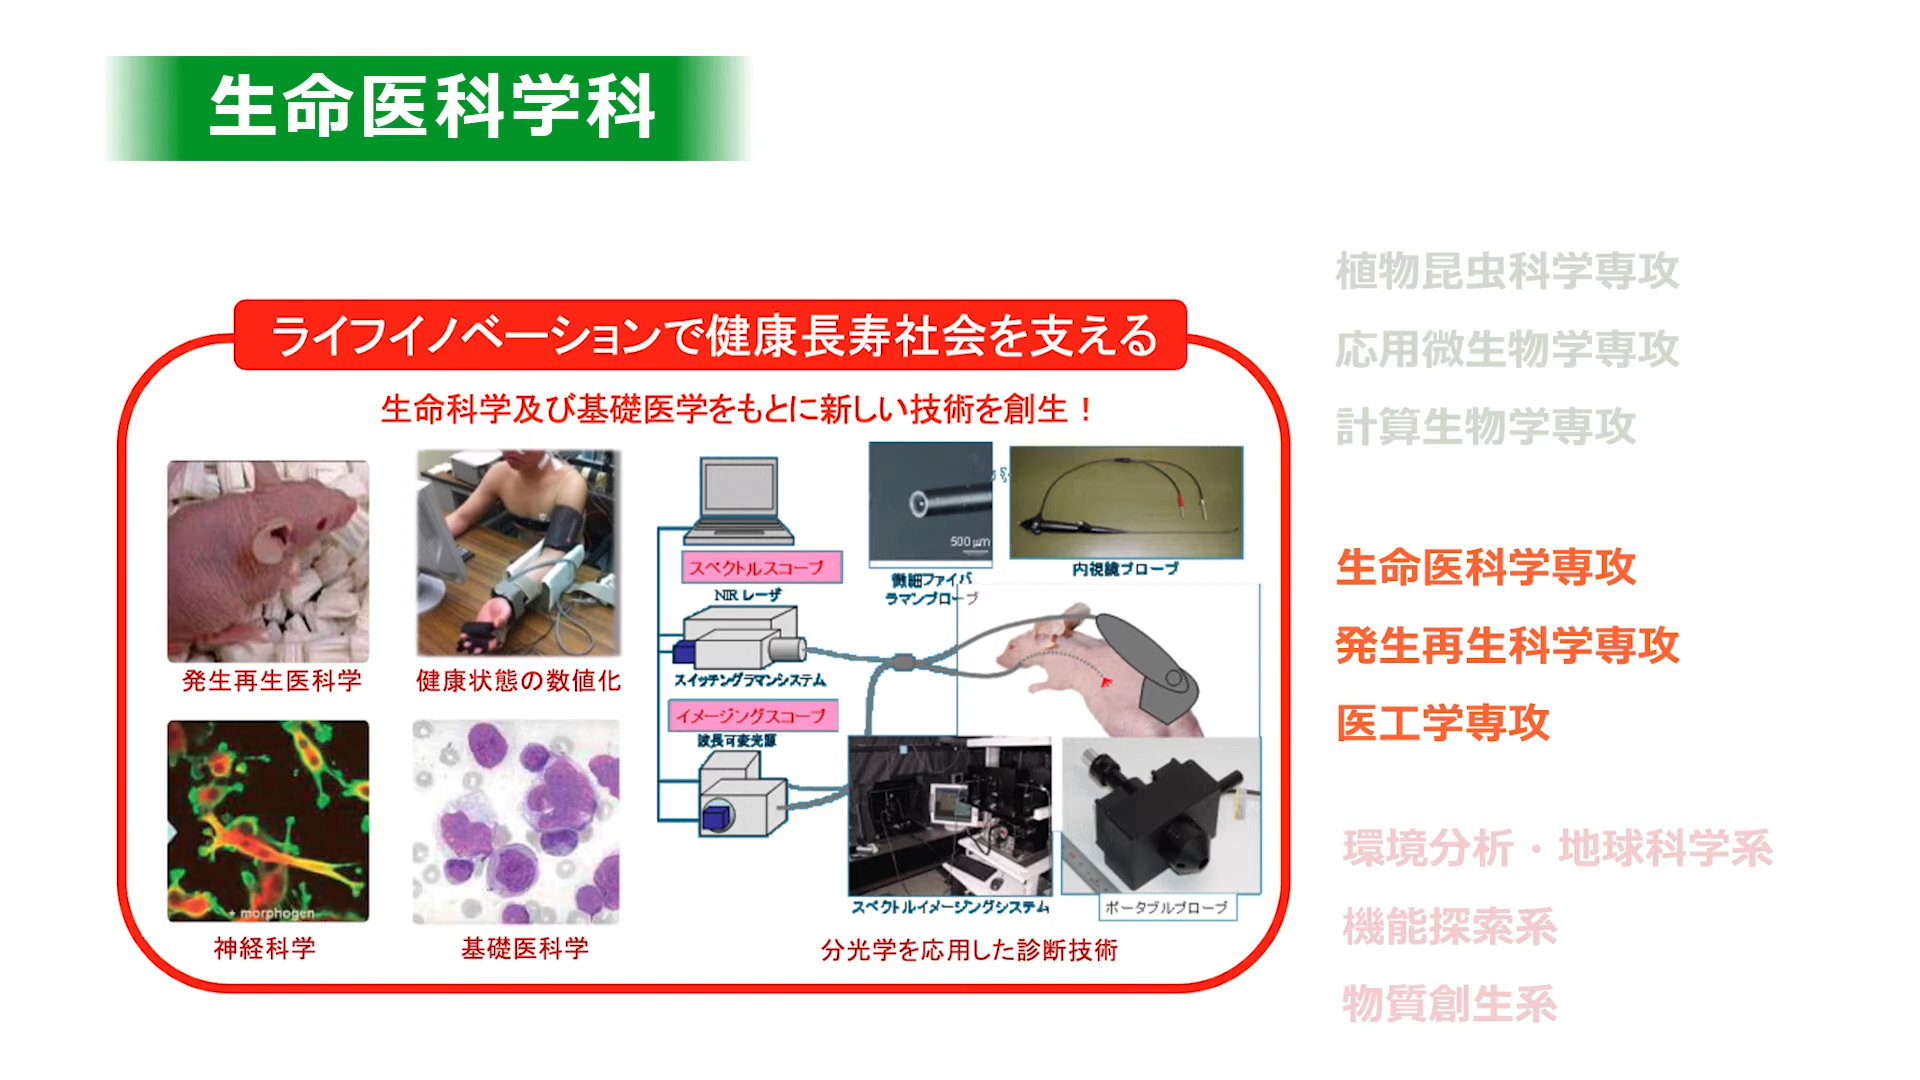 生命医科学科
ライフイノベーションで健康長寿社会を支える
生命科学及び基礎医学をもとに新しい技術を創生！
発生再生医科学
健康状態の数値化
+ morphogen
神経科学
基礎医科学
スペクトルスコープ
NIR レーザ
スイッチングラマンシステム
イメージングスコープ
波長可変光源
500 μm
微細ファイバ
ラマンプローブ
内視鏡プローブ
スペクトルイメージングシステム
ポータブルプローブ
分光学を応用した診断技術
植物昆虫科学専攻
応用微生物学専攻
計算生物学専攻
生命医科学専攻
発生再生科学専攻
医工学専攻
環境分析・地球科学系
機能探索系
物質創生系